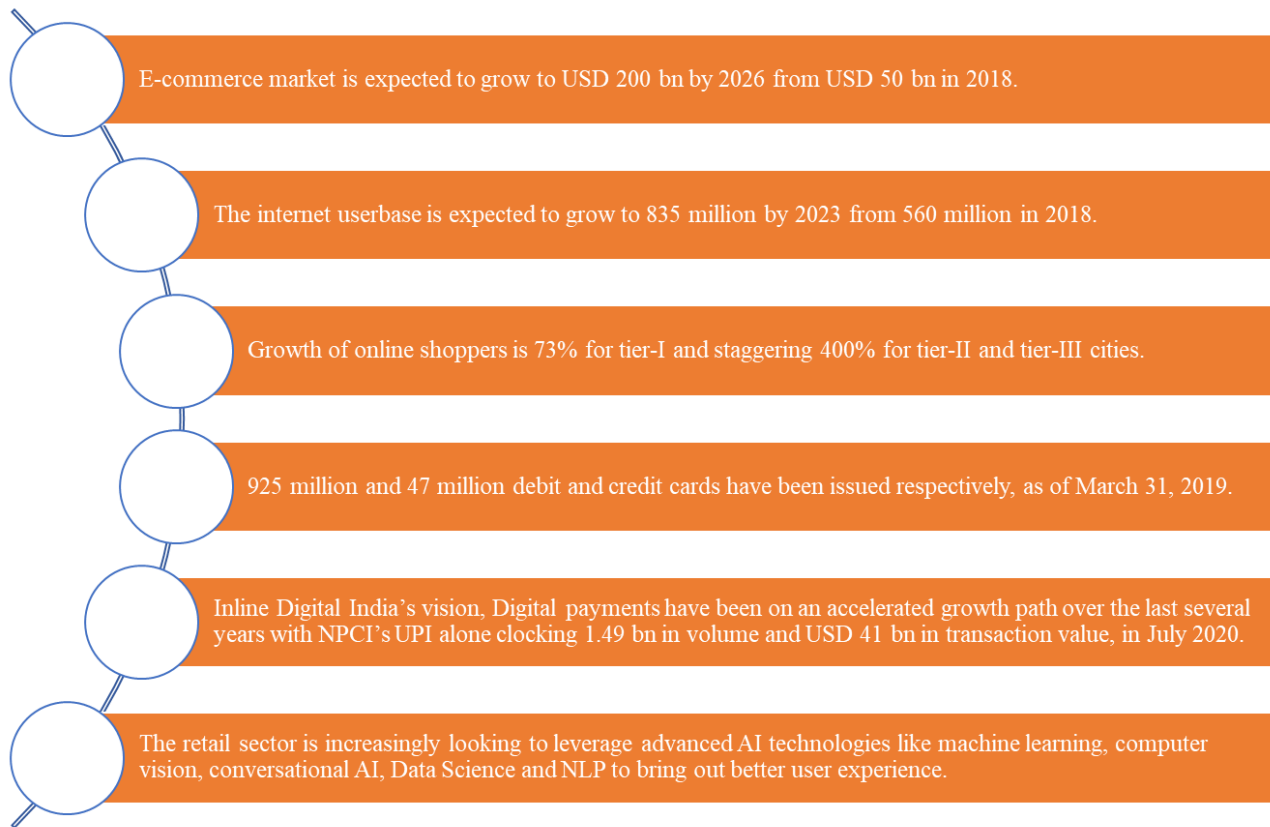 E-commerce market is expected to grow to USD 200 bn by 2026 from USD 50 bn in 2018.
The internet userbase is expected to grow to 835 million by 2023 from 560 million in 2018.
Growth of online shoppers is 73% for tier-I and staggering 400% for tier-II and tier-III cities.
925 million and 47 million debit and credit cards have been issued respectively, as of March 31, 2019.
Inline Digital India’s vision, Digital payments have been on an accelerated growth path over the last several
years with NPCI’s UPI alone clocking 1.49 bn in volume and USD 41 bn in transaction value, in July 2020.
The retail sector is increasingly looking to leverage advanced AI technologies like machine learning, computer
vision, conversational AI, Data Science and NLP to bring out better user experience.